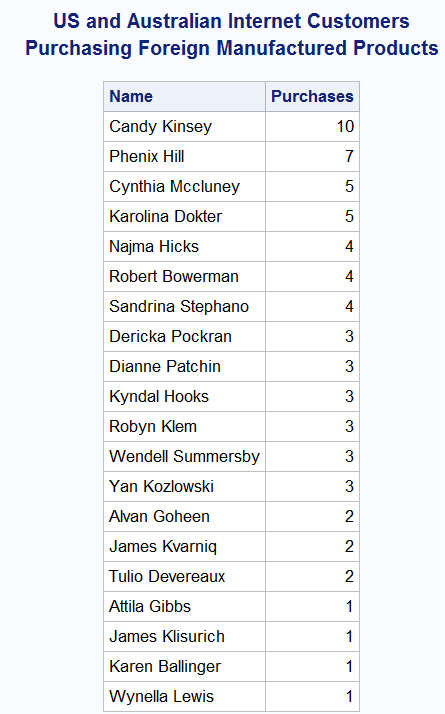 US and Australian Internet Customers
Purchasing Foreign Manufactured Products
Name Purchases
Candy Kinsey 10
Phenix Hill 7
Cynthia Mccluney 5
Karolina Dokter 5
Najma Hicks 4
Robert Bowerman 4
Sandrina Stephano 4
Dericka Pockran 3
Dianne Patchin 3
Kyndal Hooks 3
Robyn Klem 3
Wendell Summersby 3
Yan Kozlowski 3
Alvan Goheen 2
James Kvarniq 2
Tulio Devereaux 2
Attila Gibbs 1
James Klisurich 1
Karen Ballinger 1
Wynella Lewis 1